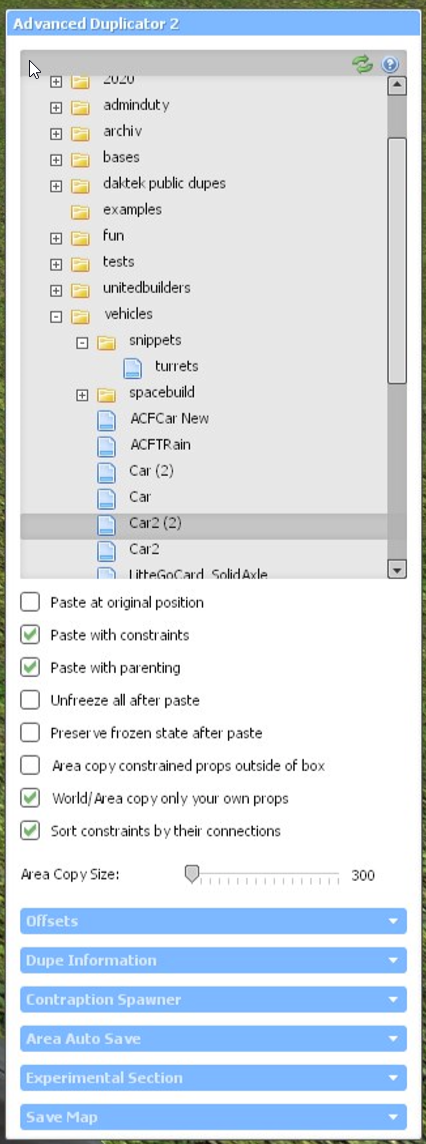 Advanced Duplicator 2
2020
adminduty
archiv
bases
daktek public dupes
examples
fun
tests
unitedbuilders
vehicles
snippets
turrets
spacebuild
ACFCar New
ACFTRain
Car (2)
Car
Car2 (2)
Car2
LitteGoCard_SolidAxle
Paste at original position
Paste with constraints
Paste with parenting
Unfreeze all after paste
Preserve frozen state after paste
Area copy constrained props outside of box
World/Area copy only your own props
Sort constraints by their connections
Area Copy Size: 300
Offsets
Dupe Information
Contraption Spawner
Area Auto Save
Experimental Section
Save Map